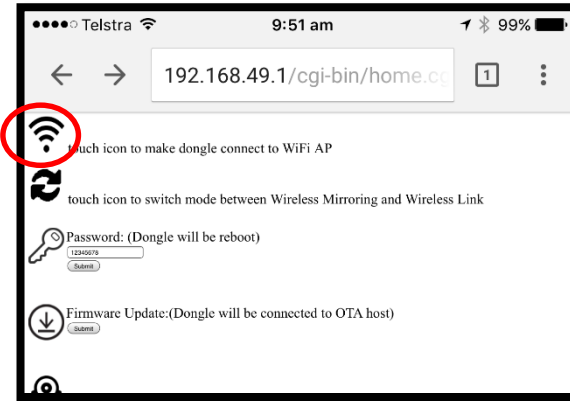 Telstra 9:51 am 99%
192.168.49.1/cgi-bin/home.cg 1
touch icon to make dongle connect to WiFi AP
touch icon to switch mode between Wireless Mirroring and Wireless Link
Password: (Dongle will be reboot)
12345678
Submit
Firmware Update:(Dongle will be connected to OTA host)
Submit